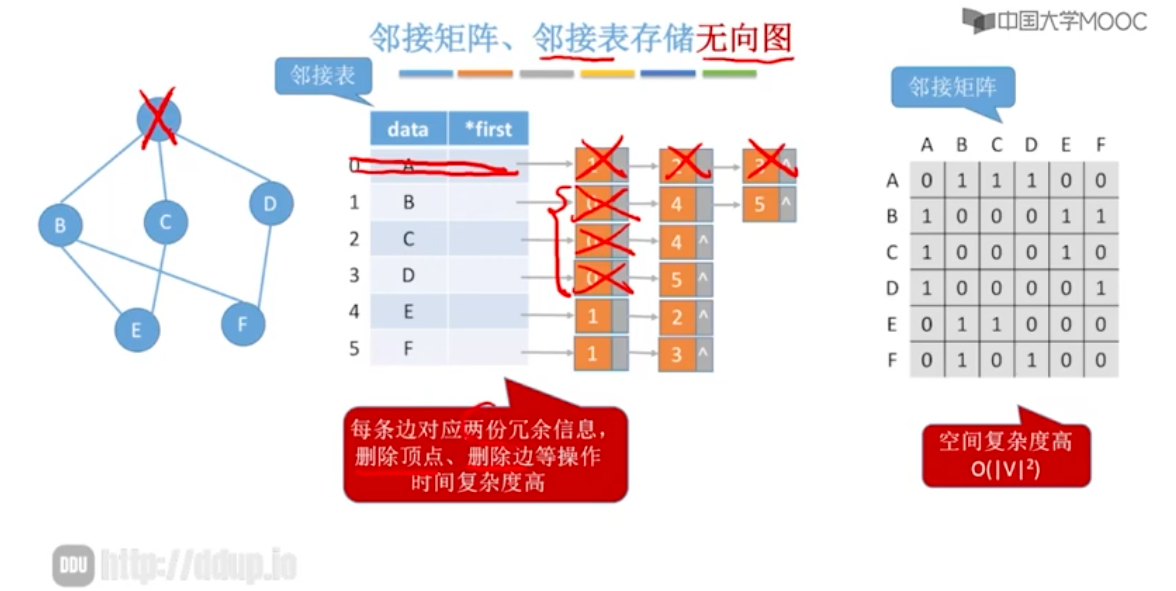 中国大学MOOC
邻接矩阵、邻接表存储无向图
邻接表
data *first
0 A 1 2 3 ^
1 B 0 4 5 ^
2 C 0 4 ^
3 D 0 5 ^
4 E 1 2 ^
5 F 1 3 ^
B
C
D
E
F
每条边对应两份冗余信息，
删除顶点、删除边等操作
时间复杂度高
邻接矩阵
A B C D E F
A 0 1 1 1 0 0
B 1 0 0 0 1 1
C 1 0 0 0 1 0
D 1 0 0 0 0 1
E 0 1 1 0 0 0
F 0 1 0 1 0 0
空间复杂度高
O(|V|²)
DDU http://ddup.io